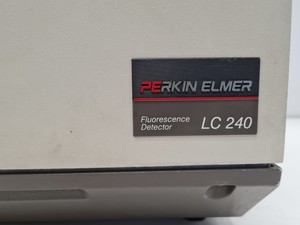 PERKIN ELMER
Fluorescence
Detector LC 240